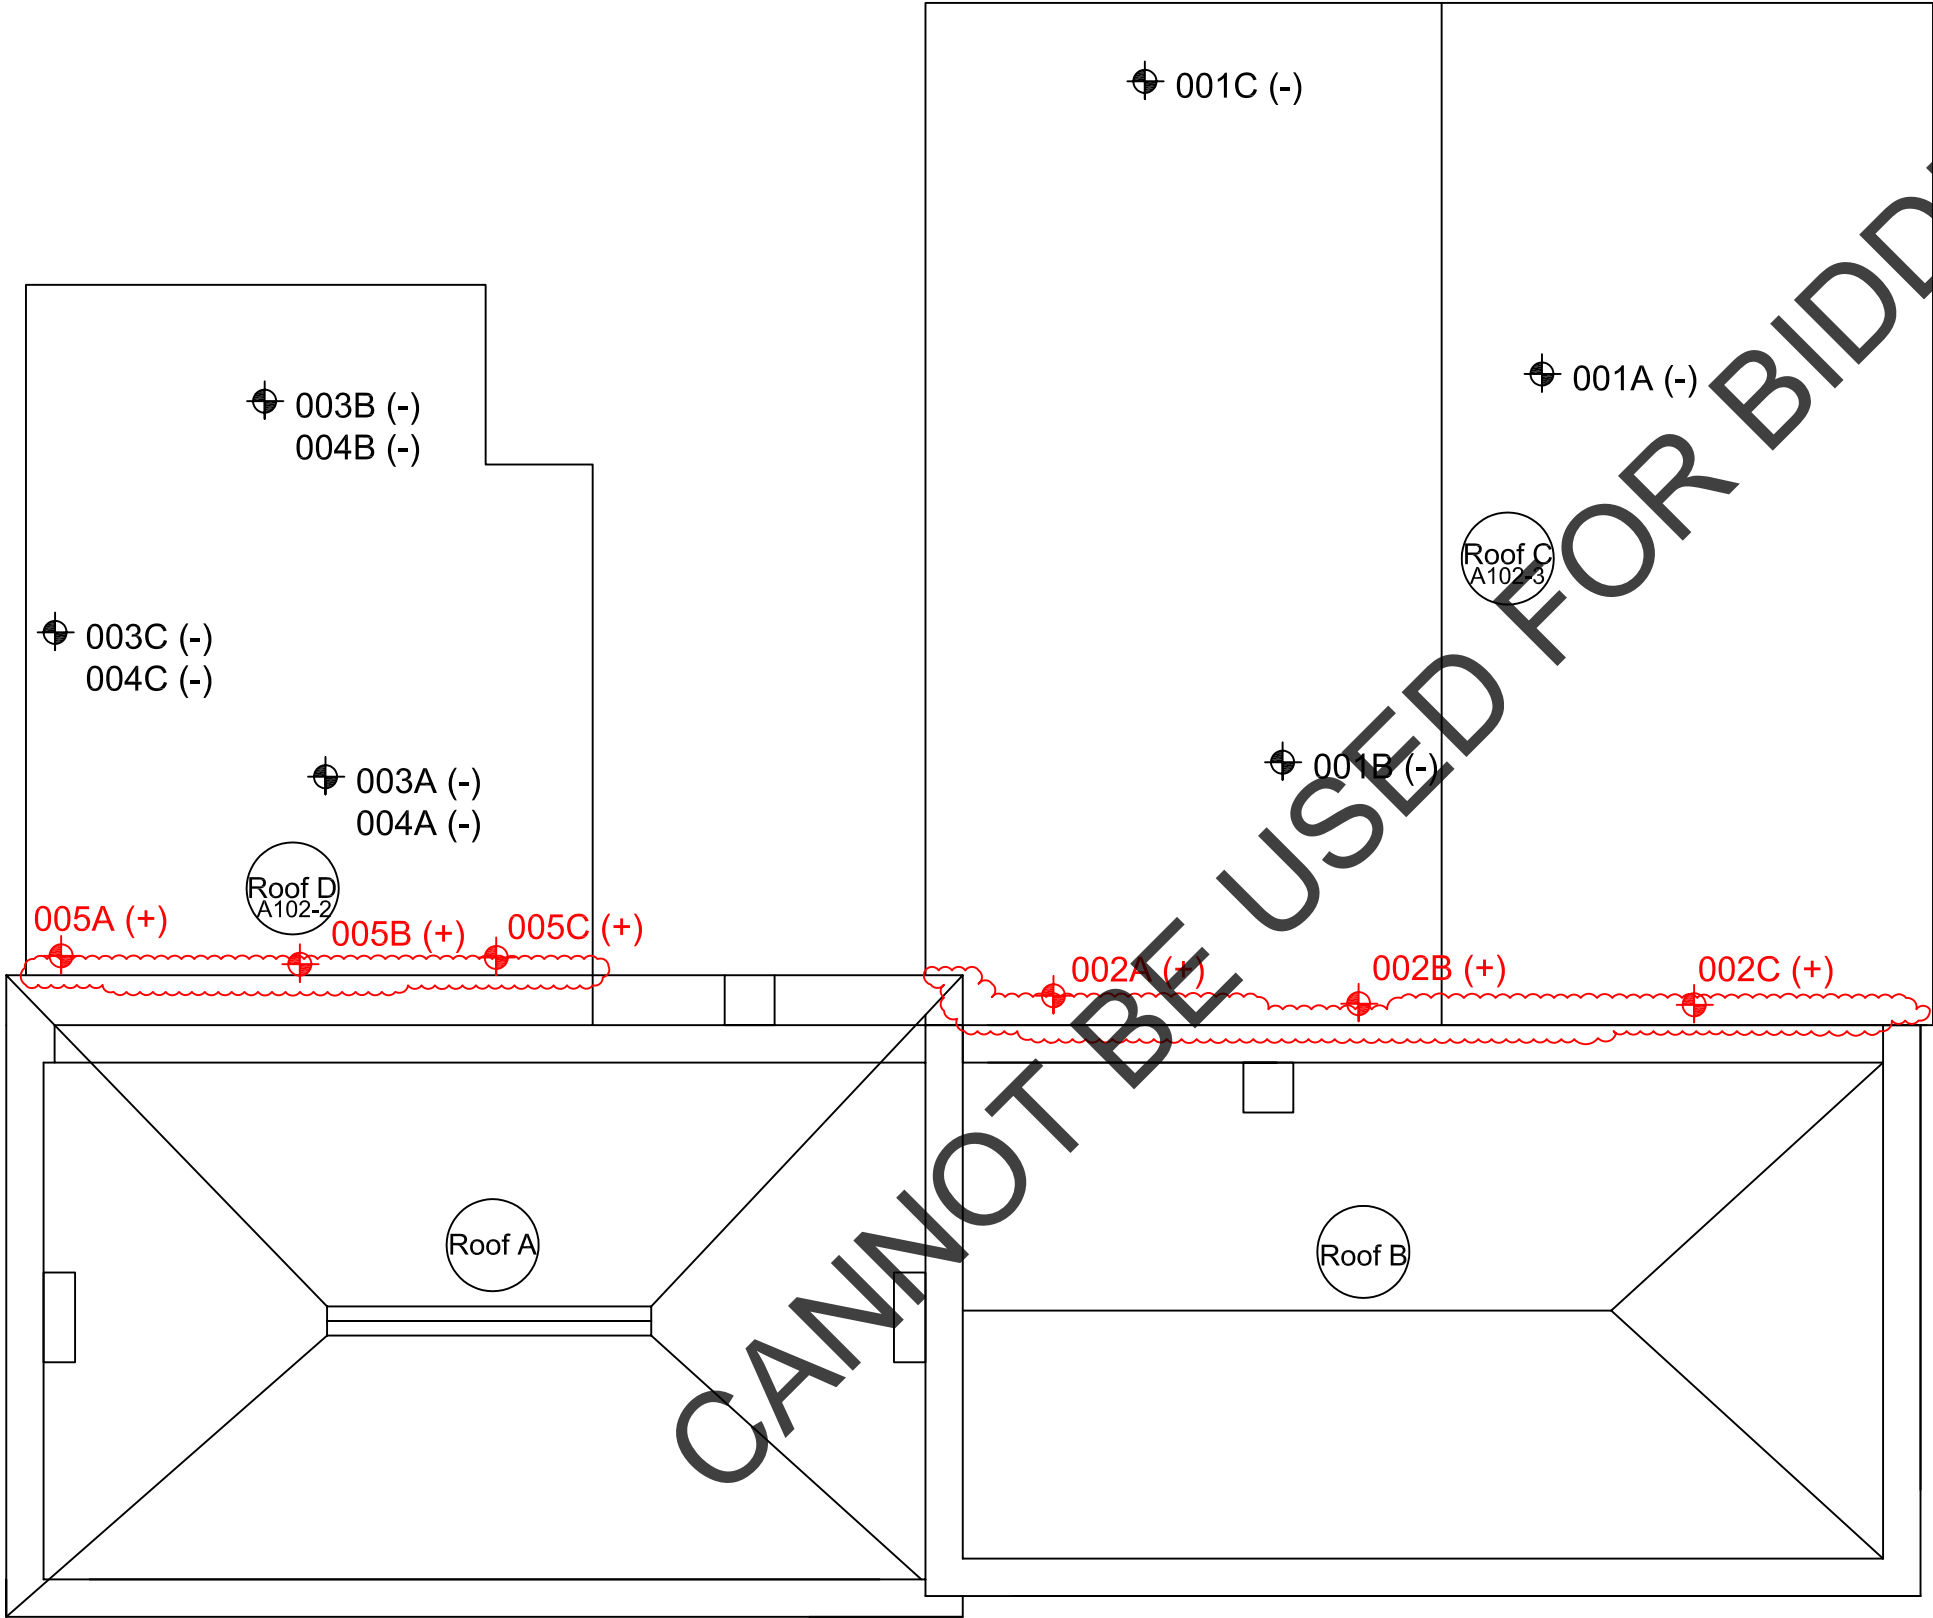 001C (-)
001A (-)
003B (-)
004B (-)
Roof C
A102-3
003C (-)
004C (-)
001B (-)
003A (-)
004A (-)
Roof D
A102-2
005A (+)
005B (+)
005C (+)
002A (+)
002B (+)
002C (+)
Roof A
Roof B
CANNOT BE USED FOR BIDD